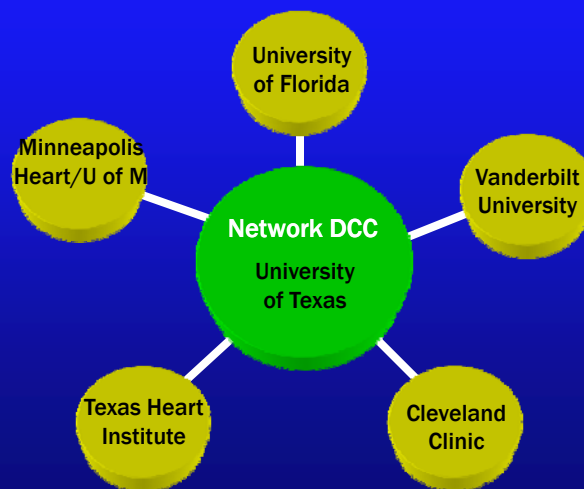 University
of Florida
Minneapolis
Heart/U of M
Vanderbilt
University
Network DCC
University
of Texas
Texas Heart
Institute
Cleveland
Clinic